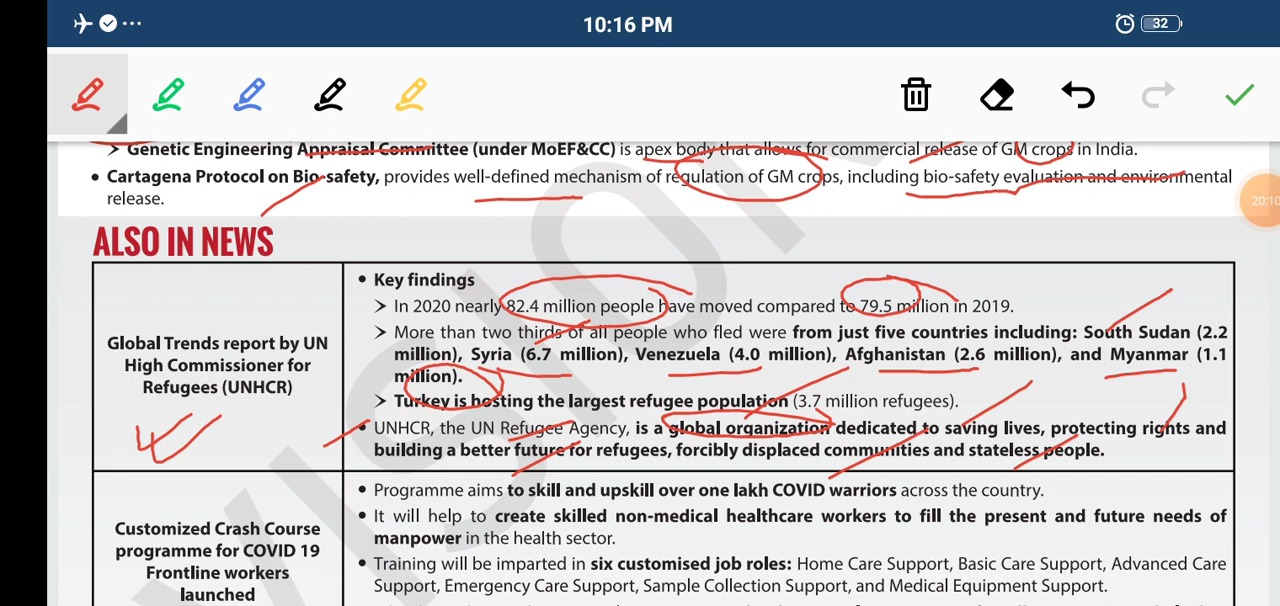 10:16 PM
32
➤ Genetic Engineering Appraisal Committee (under MoEF&CC) is apex body that allows for commercial release of GM crops in India.
• Cartagena Protocol on Bio-safety, provides well-defined mechanism of regulation of GM crops, including bio-safety evaluation and environmental
release.
20:10
ALSO IN NEWS
Global Trends report by UN
High Commissioner for
Refugees (UNHCR)
• Key findings
➤ In 2020 nearly 82.4 million people have moved compared to 79.5 million in 2019.
➤ More than two thirds of all people who fled were from just five countries including: South Sudan (2.2
million), Syria (6.7 million), Venezuela (4.0 million), Afghanistan (2.6 million), and Myanmar (1.1
million).
➤ Turkey is hosting the largest refugee population (3.7 million refugees).
• UNHCR, the UN Refugee Agency, is a global organization dedicated to saving lives, protecting rights and
building a better future for refugees, forcibly displaced communities and stateless people.
Customized Crash Course
programme for COVID 19
Frontline workers
launched
• Programme aims to skill and upskill over one lakh COVID warriors across the country.
• It will help to create skilled non-medical healthcare workers to fill the present and future needs of
manpower in the health sector.
• Training will be imparted in six customised job roles: Home Care Support, Basic Care Support, Advanced Care
Support, Emergency Care Support, Sample Collection Support, and Medical Equipment Support.
VISION